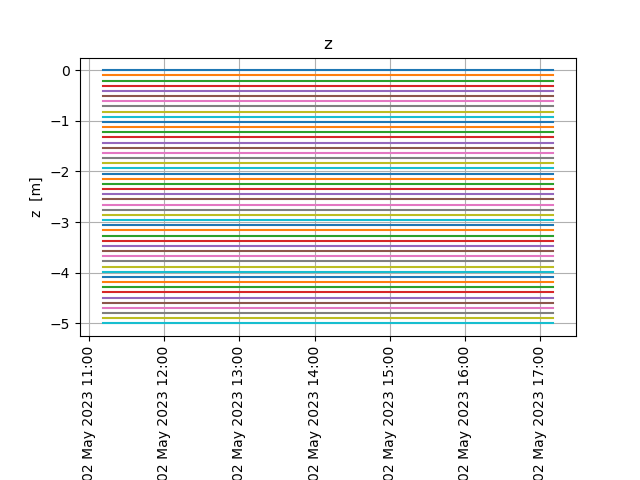 z
0
−1
−2
−3
−4
−5
z [m]
02 May 2023 11:00
02 May 2023 12:00
02 May 2023 13:00
02 May 2023 14:00
02 May 2023 15:00
02 May 2023 16:00
02 May 2023 17:00